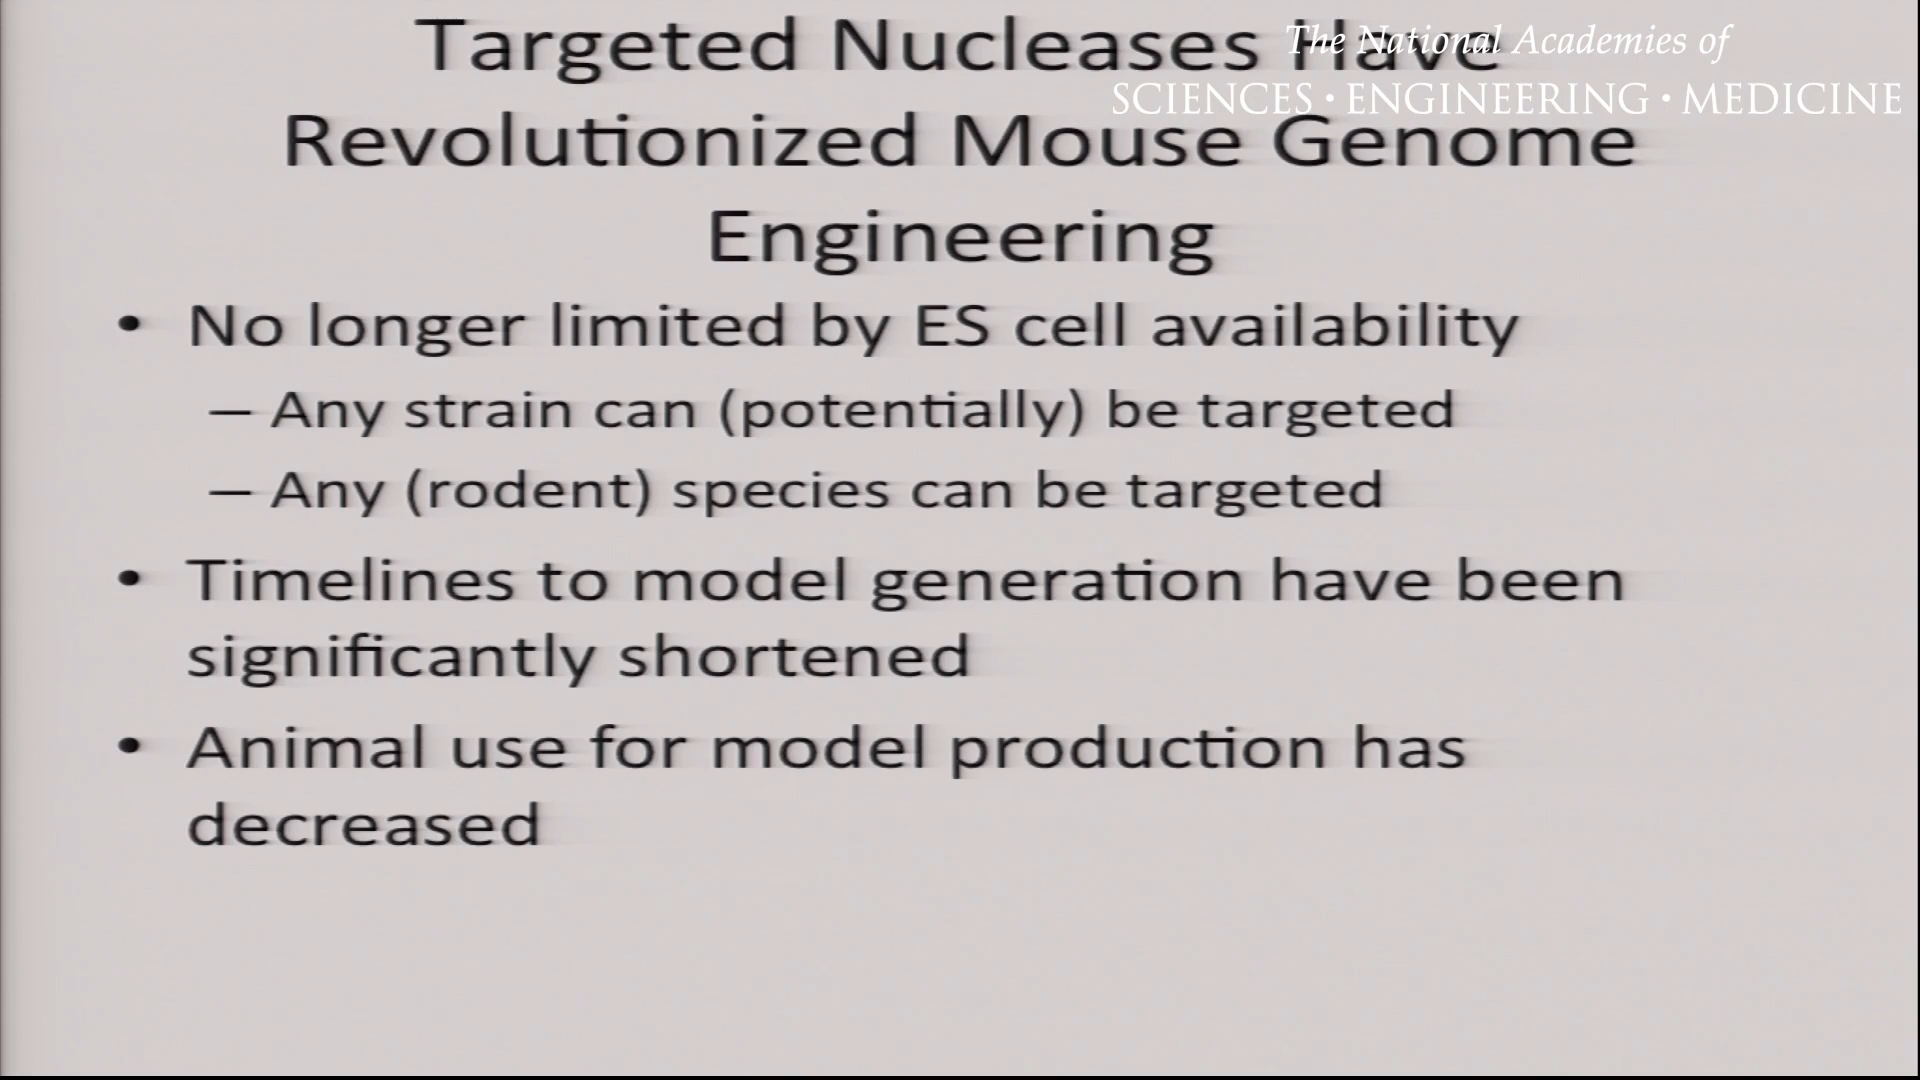 Targeted Nucleases Have
The National Academies of
SCIENCES • ENGINEERING • MEDICINE
Revolutionized Mouse Genome
Engineering
• No longer limited by ES cell availability
– Any strain can (potentially) be targeted
– Any (rodent) species can be targeted
• Timelines to model generation have been
significantly shortened
• Animal use for model production has
decreased